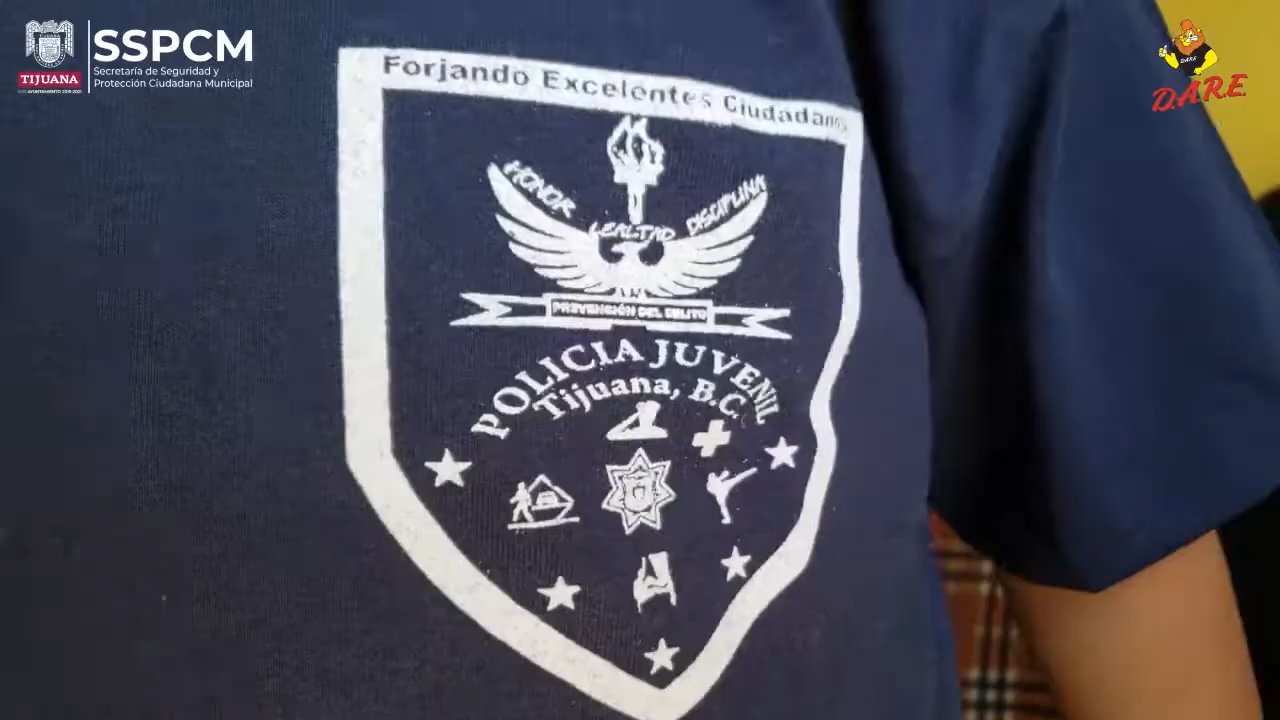 SSPCM
TIJUANA
Secretaría de Seguridad y
Protección Ciudadana Municipal
D.A.R.E.
Forjando Excelentes Ciudadanos
HONOR
LEALTAD
DISCIPLINA
PREVENCIÓN DEL DELITO
POLICIA JUVENIL
Tijuana, B.C.